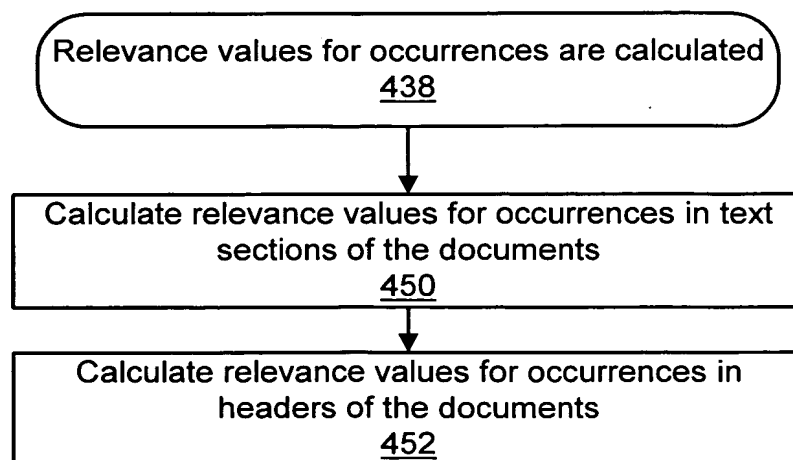 Relevance values for occurrences are calculated
438
Calculate relevance values for occurrences in text
sections of the documents
450
Calculate relevance values for occurrences in
headers of the documents
452